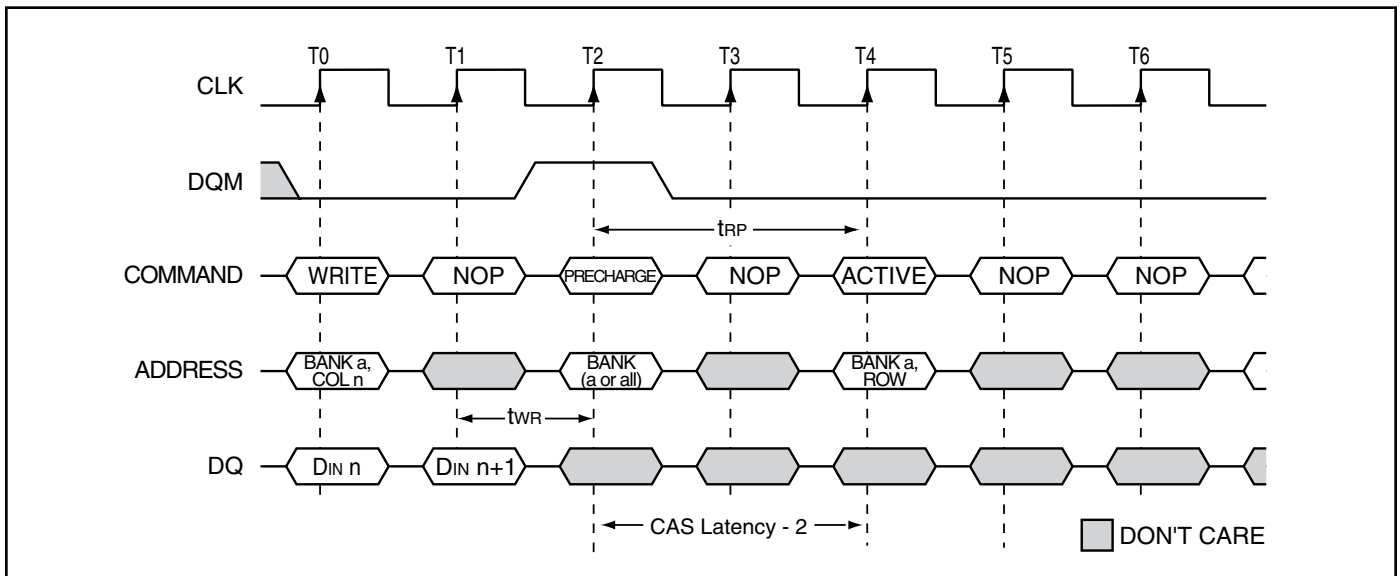 T0 T1 T2 T3 T4 T5 T6
CLK
DQM
tRP
COMMAND WRITE NOP PRECHARGE NOP ACTIVE NOP NOP
ADDRESS BANK a, COL n BANK (a or all) BANK a, ROW
tWR
DQ DIN n DIN n+1
CAS Latency - 2
DON'T CARE